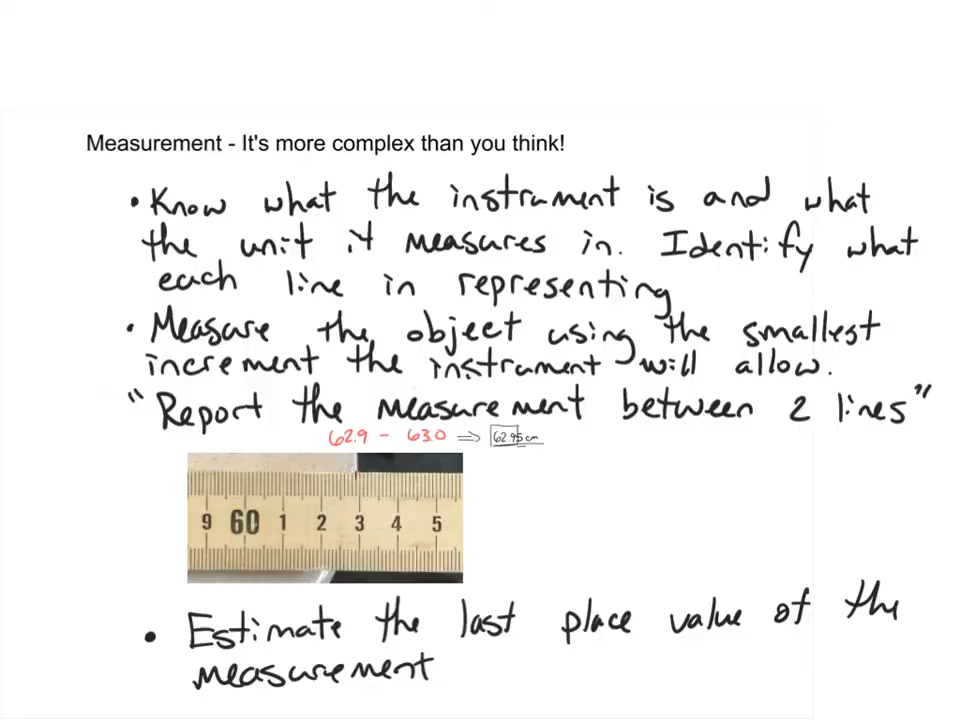 Measurement - It's more complex than you think!
• Know what the instrument is and what
the unit it measures in. Identify what
each line in representing
• Measure the object using the smallest
increment the instrument will allow.
"Report the measurement between 2 lines"
62.9 - 63.0 ⇒ 62.95cm
9 60 1 2 3 4 5
• Estimate the last place value of the
measurement